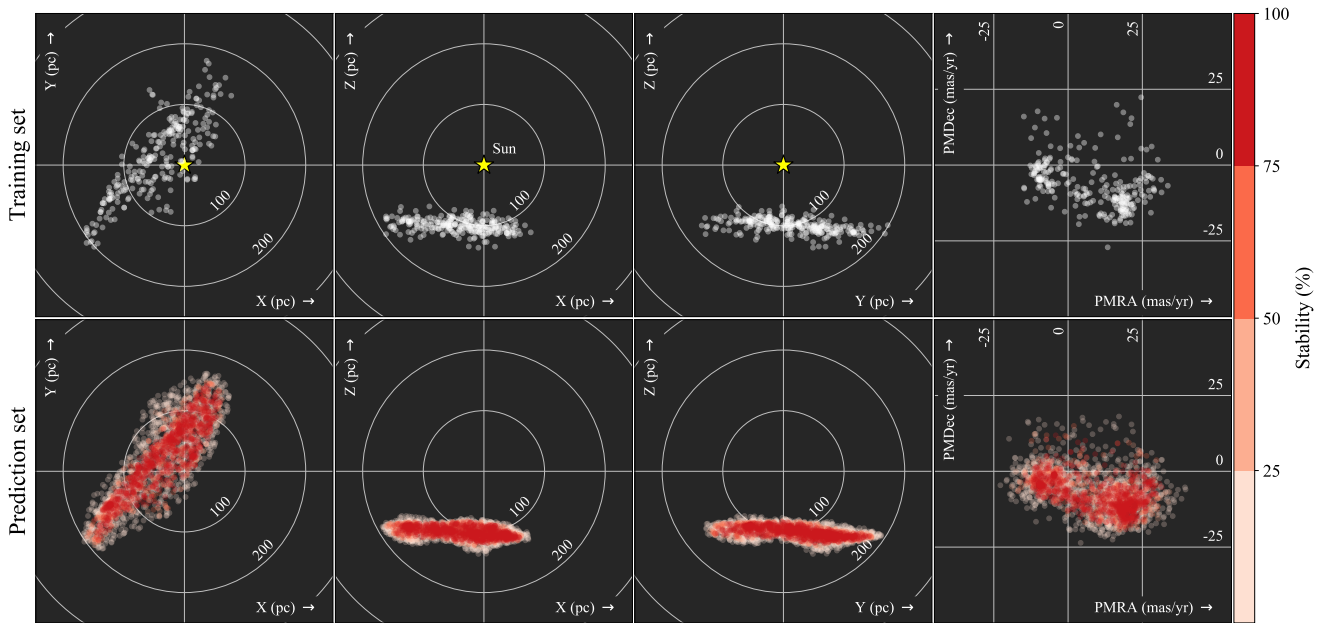 Training set
Y (pc) →
100
200
X (pc) →
Z (pc) →
Sun
100
200
X (pc) →
Z (pc) →
100
200
Y (pc) →
PMDec (mas/yr) →
-25
0
25
25
0
-25
PMRA (mas/yr) →
Prediction set
Y (pc) →
100
200
X (pc) →
Z (pc) →
100
200
X (pc) →
Z (pc) →
100
200
Y (pc) →
PMDec (mas/yr) →
-25
0
25
25
0
-25
PMRA (mas/yr) →
100
75
50
25
Stability (%)